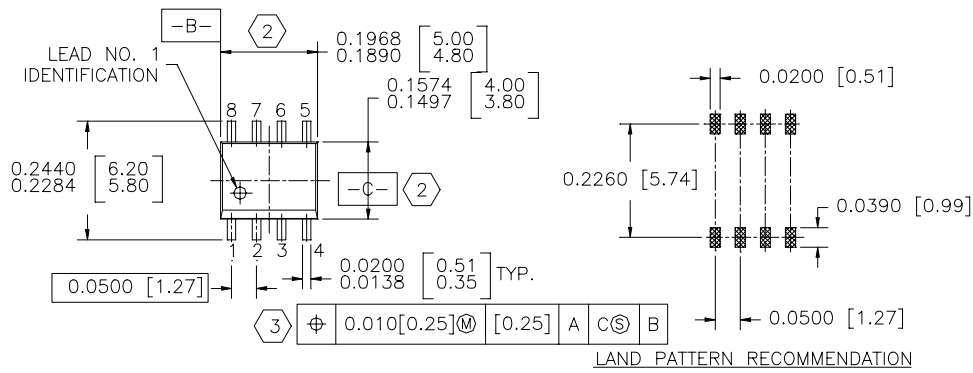 -B-
2
LEAD NO. 1
IDENTIFICATION
0.1968 [5.00]
0.1890 [4.80]
0.1574 [4.00]
0.1497 [3.80]
8 7 6 5
0.2440 [6.20]
0.2284 [5.80]
-C- 2
1 2 3 4
0.0500 [1.27]
0.0200 [0.51] TYP.
0.0138 [0.35]
3 ⌖ 0.010[0.25]Ⓜ [0.25] A CⓈ B
0.0200 [0.51]
0.2260 [5.74]
0.0390 [0.99]
0.0500 [1.27]
LAND PATTERN RECOMMENDATION